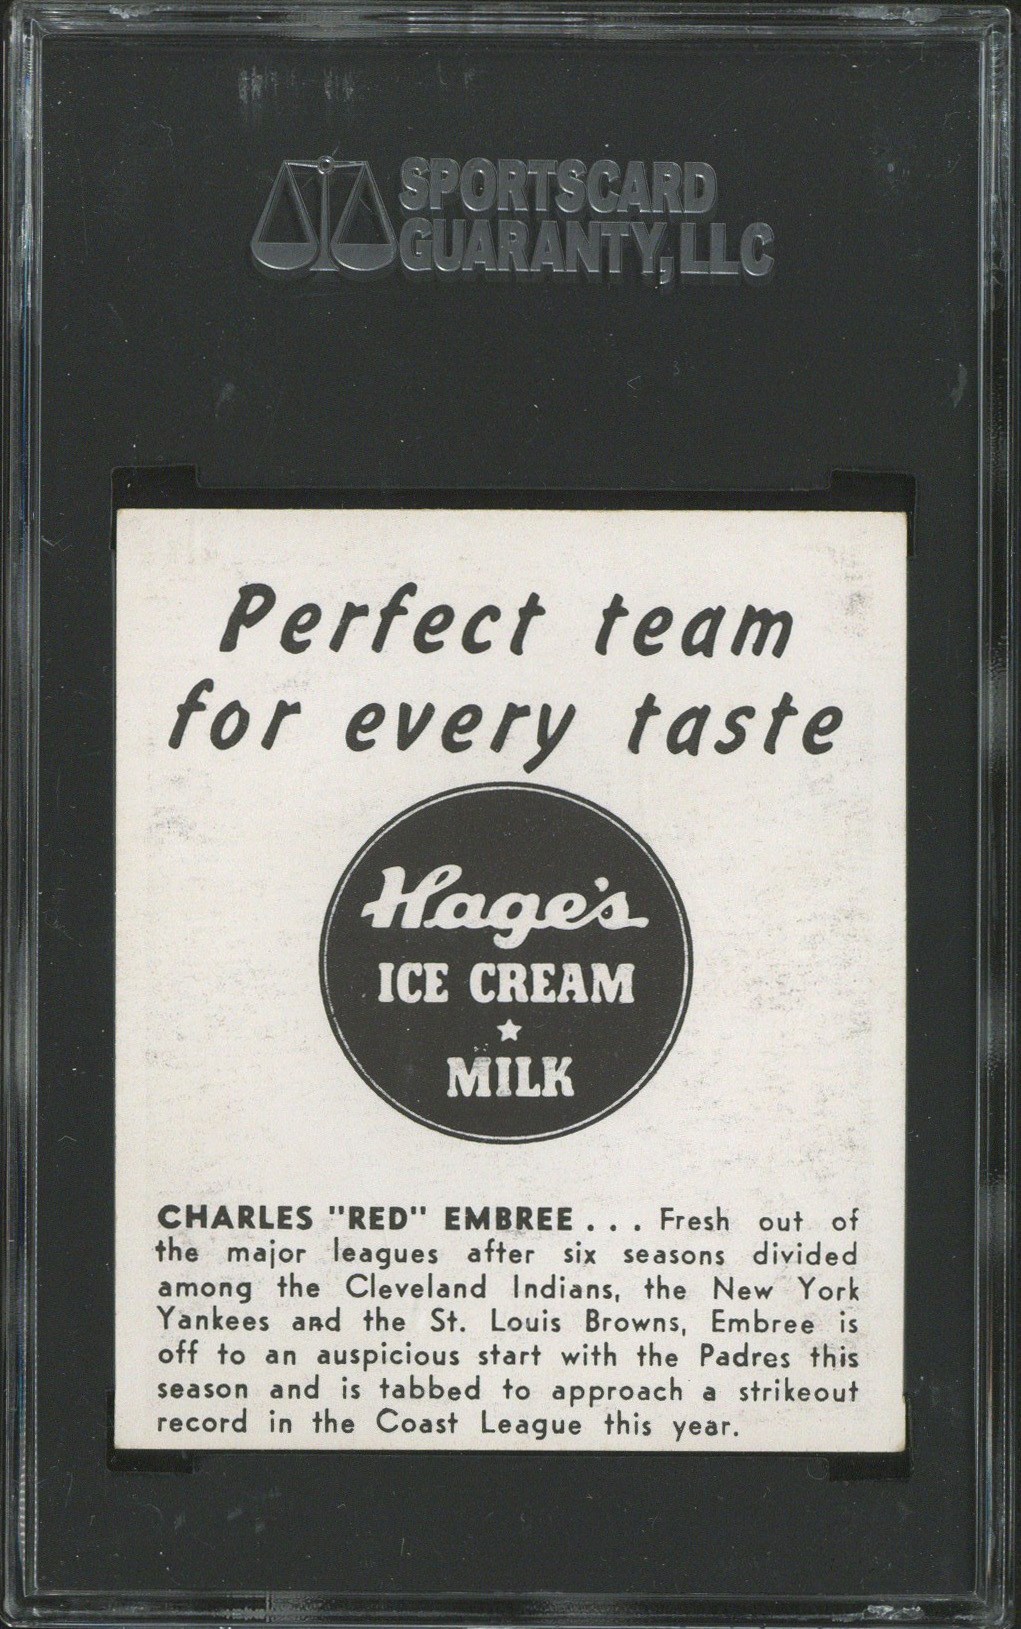 SPORTSCARD
GUARANTY, LLC
Perfect team
for every taste
Hage's
ICE CREAM
MILK
CHARLES "RED" EMBREE . . . Fresh out of
the major leagues after six seasons divided
among the Cleveland Indians, the New York
Yankees and the St. Louis Browns, Embree is
off to an auspicious start with the Padres this
season and is tabbed to approach a strikeout
record in the Coast League this year.